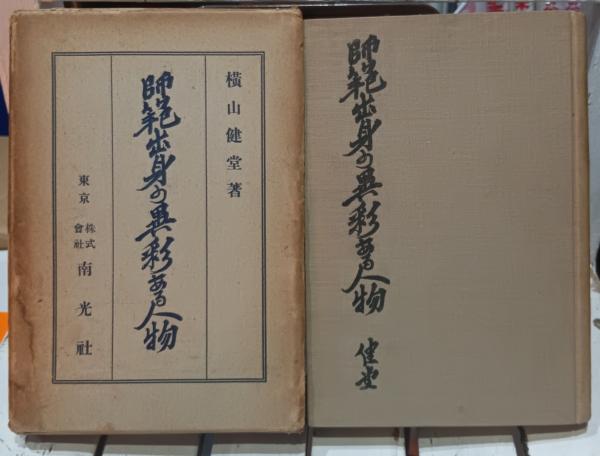 横山健堂著
師範出身の異彩ある人物
東京
株式
會社
南光社
師範出身の異彩ある人物
健堂